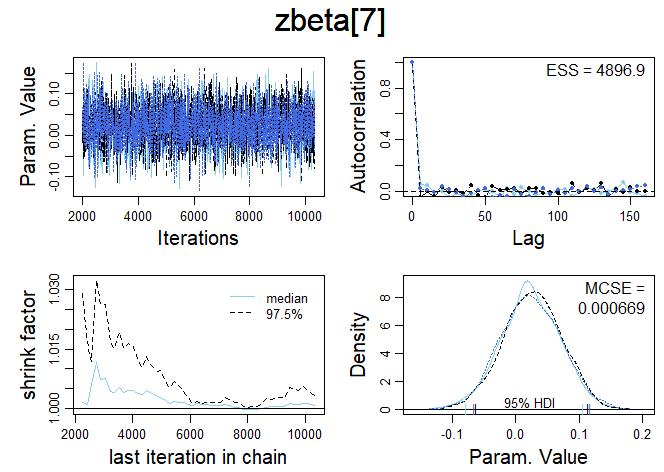 zbeta[7]
Param. Value
0.10
0.00
-0.10
2000 4000 6000 8000 10000
Iterations
Autocorrelation
0.8
0.4
0.0
ESS = 4896.9
0 50 100 150
Lag
shrink factor
1.030
1.015
1.000
median
97.5%
2000 4000 6000 8000 10000
last iteration in chain
Density
8
6
4
2
0
MCSE =
0.000669
95% HDI
-0.1 0.0 0.1 0.2
Param. Value